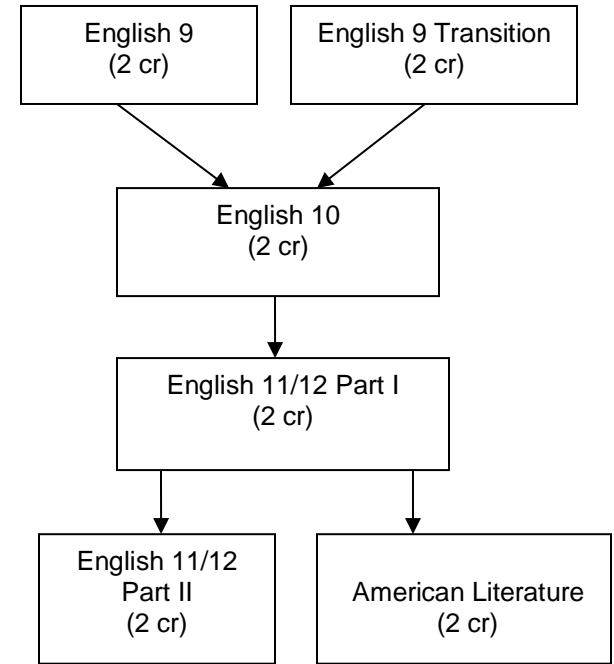 English 9
(2 cr)
English 9 Transition
(2 cr)
English 10
(2 cr)
English 11/12 Part I
(2 cr)
English 11/12
Part II
(2 cr)
American Literature
(2 cr)